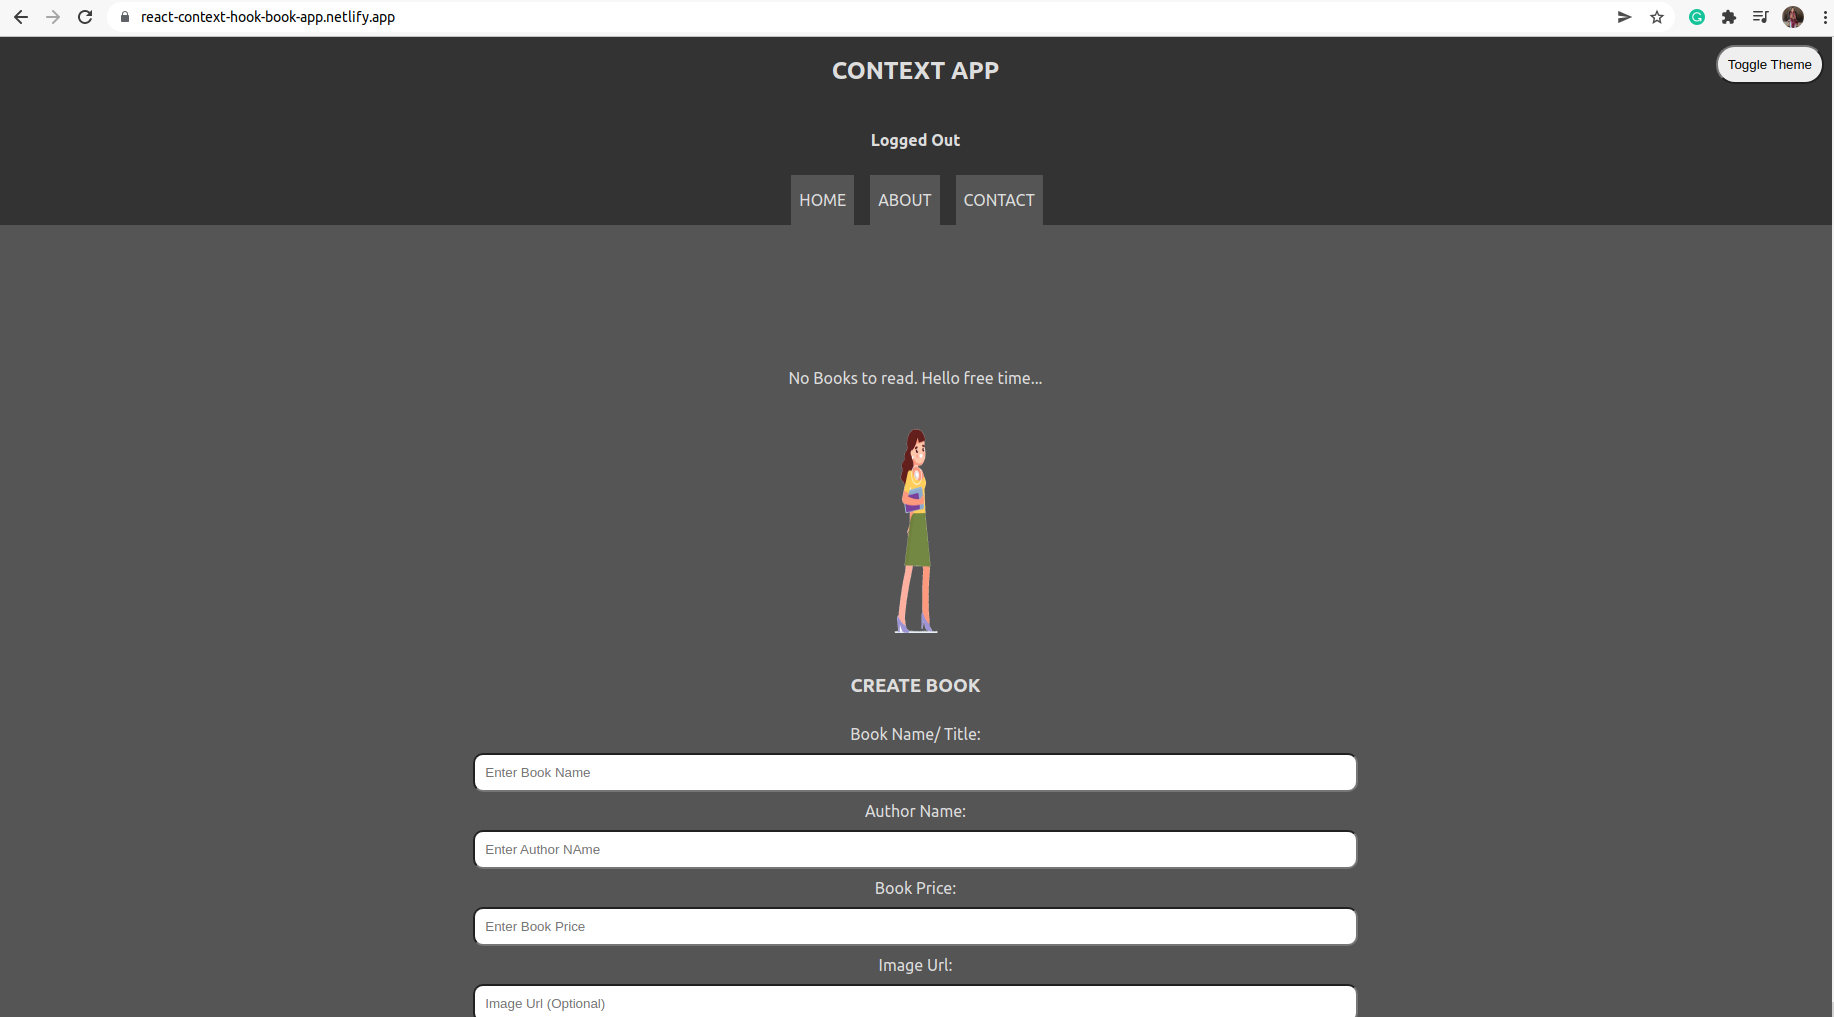 react-context-hook-book-app.netlify.app
CONTEXT APP
Toggle Theme
Logged Out
HOME ABOUT CONTACT
No Books to read. Hello free time...
CREATE BOOK
Book Name/ Title:
Enter Book Name
Author Name:
Enter Author NAme
Book Price:
Enter Book Price
Image Url:
Image Url (Optional)